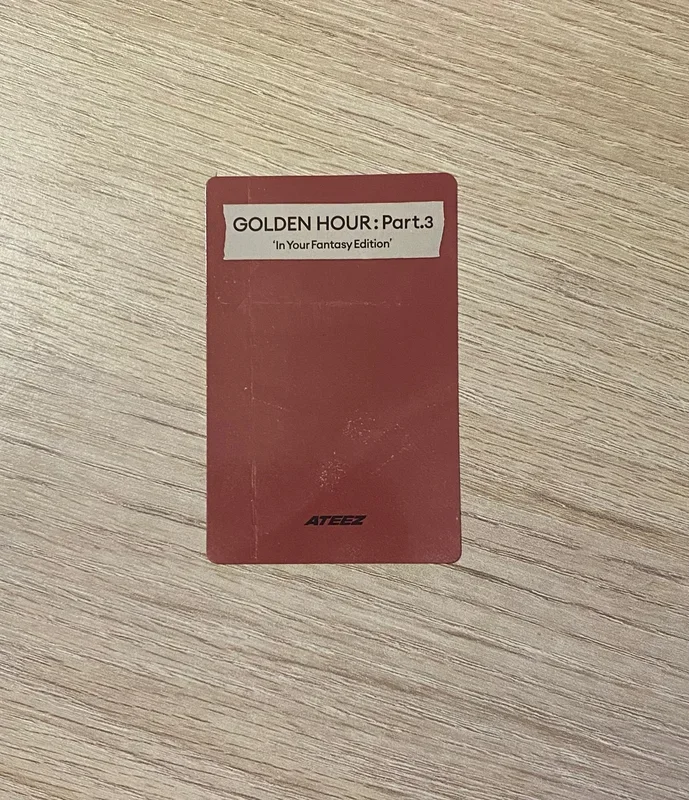 GOLDEN HOUR : Part.3
'In Your Fantasy Edition'
ATEEZ